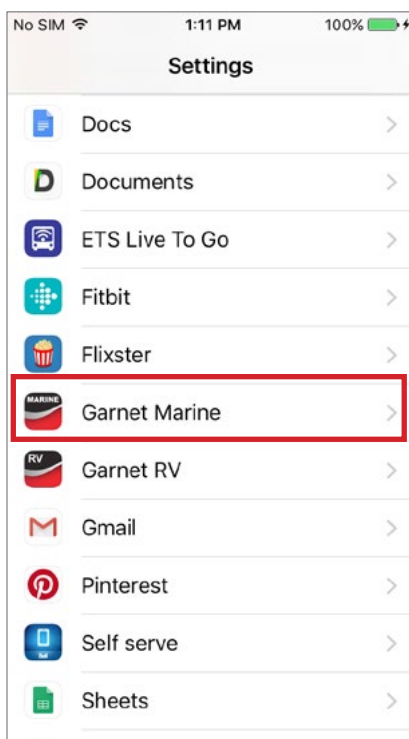 No SIM 1:11 PM 100%
Settings
Docs
Documents
ETS Live To Go
Fitbit
Flixster
MARINE
Garnet Marine
RV
Garnet RV
Gmail
Pinterest
Self serve
Sheets